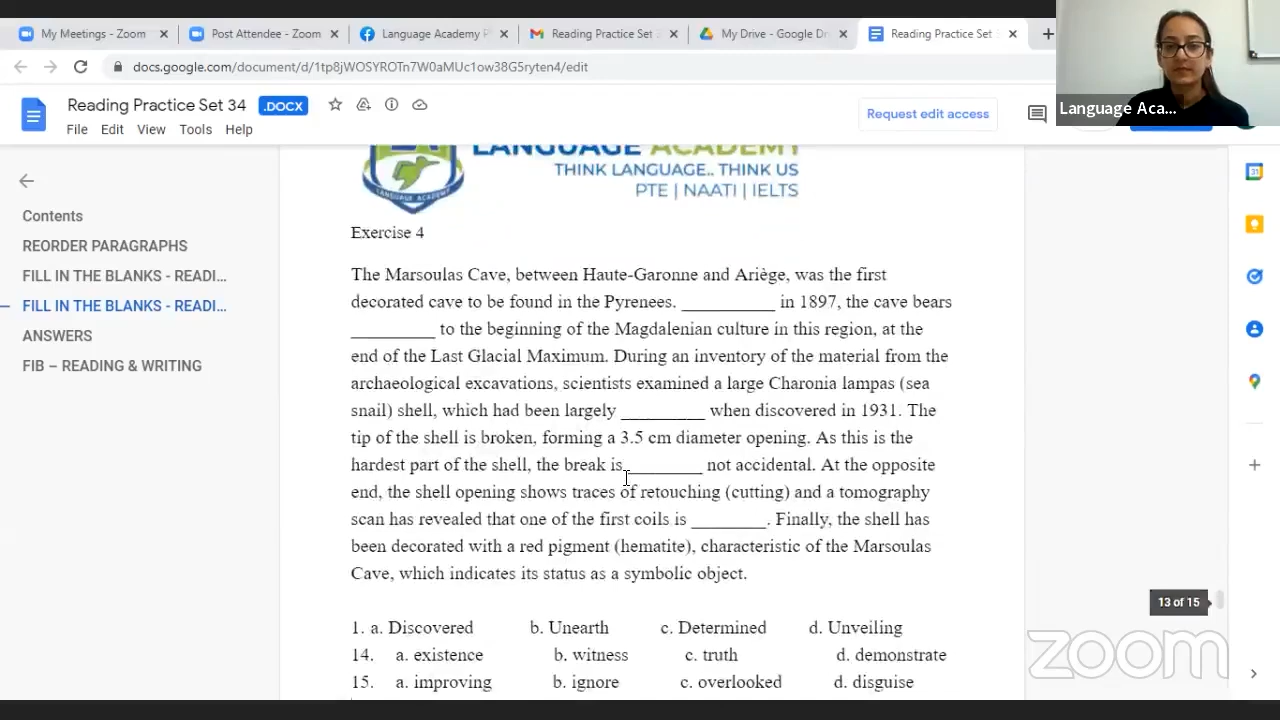 My Meetings - Zoom
Post Attendee - Zoom
Language Academy P
Reading Practice Set
My Drive - Google Dr
Reading Practice Set
docs.google.com/document/d/1tp8jWOSYROTn7W0aMUc1ow38G5ryten4/edit
Language Aca...
Reading Practice Set 34
.DOCX
Request edit access
File Edit View Tools Help
Contents
REORDER PARAGRAPHS
FILL IN THE BLANKS - READI...
FILL IN THE BLANKS - READI...
ANSWERS
FIB – READING & WRITING
LANGUAGE ACADEMY
THINK LANGUAGE.. THINK US
PTE | NAATI | IELTS
LANGUAGE ACADEMY
Exercise 4
The Marsoulas Cave, between Haute-Garonne and Ariège, was the first
decorated cave to be found in the Pyrenees. __________ in 1897, the cave bears
_________ to the beginning of the Magdalenian culture in this region, at the
end of the Last Glacial Maximum. During an inventory of the material from the
archaeological excavations, scientists examined a large Charonia lampas (sea
snail) shell, which had been largely _________ when discovered in 1931. The
tip of the shell is broken, forming a 3.5 cm diameter opening. As this is the
hardest part of the shell, the break is ________ not accidental. At the opposite
end, the shell opening shows traces of retouching (cutting) and a tomography
scan has revealed that one of the first coils is ________. Finally, the shell has
been decorated with a red pigment (hematite), characteristic of the Marsoulas
Cave, which indicates its status as a symbolic object.
1. a. Discovered b. Unearth c. Determined d. Unveiling
14. a. existence b. witness c. truth d. demonstrate
15. a. improving b. ignore c. overlooked d. disguise
13 of 15
zoom
31